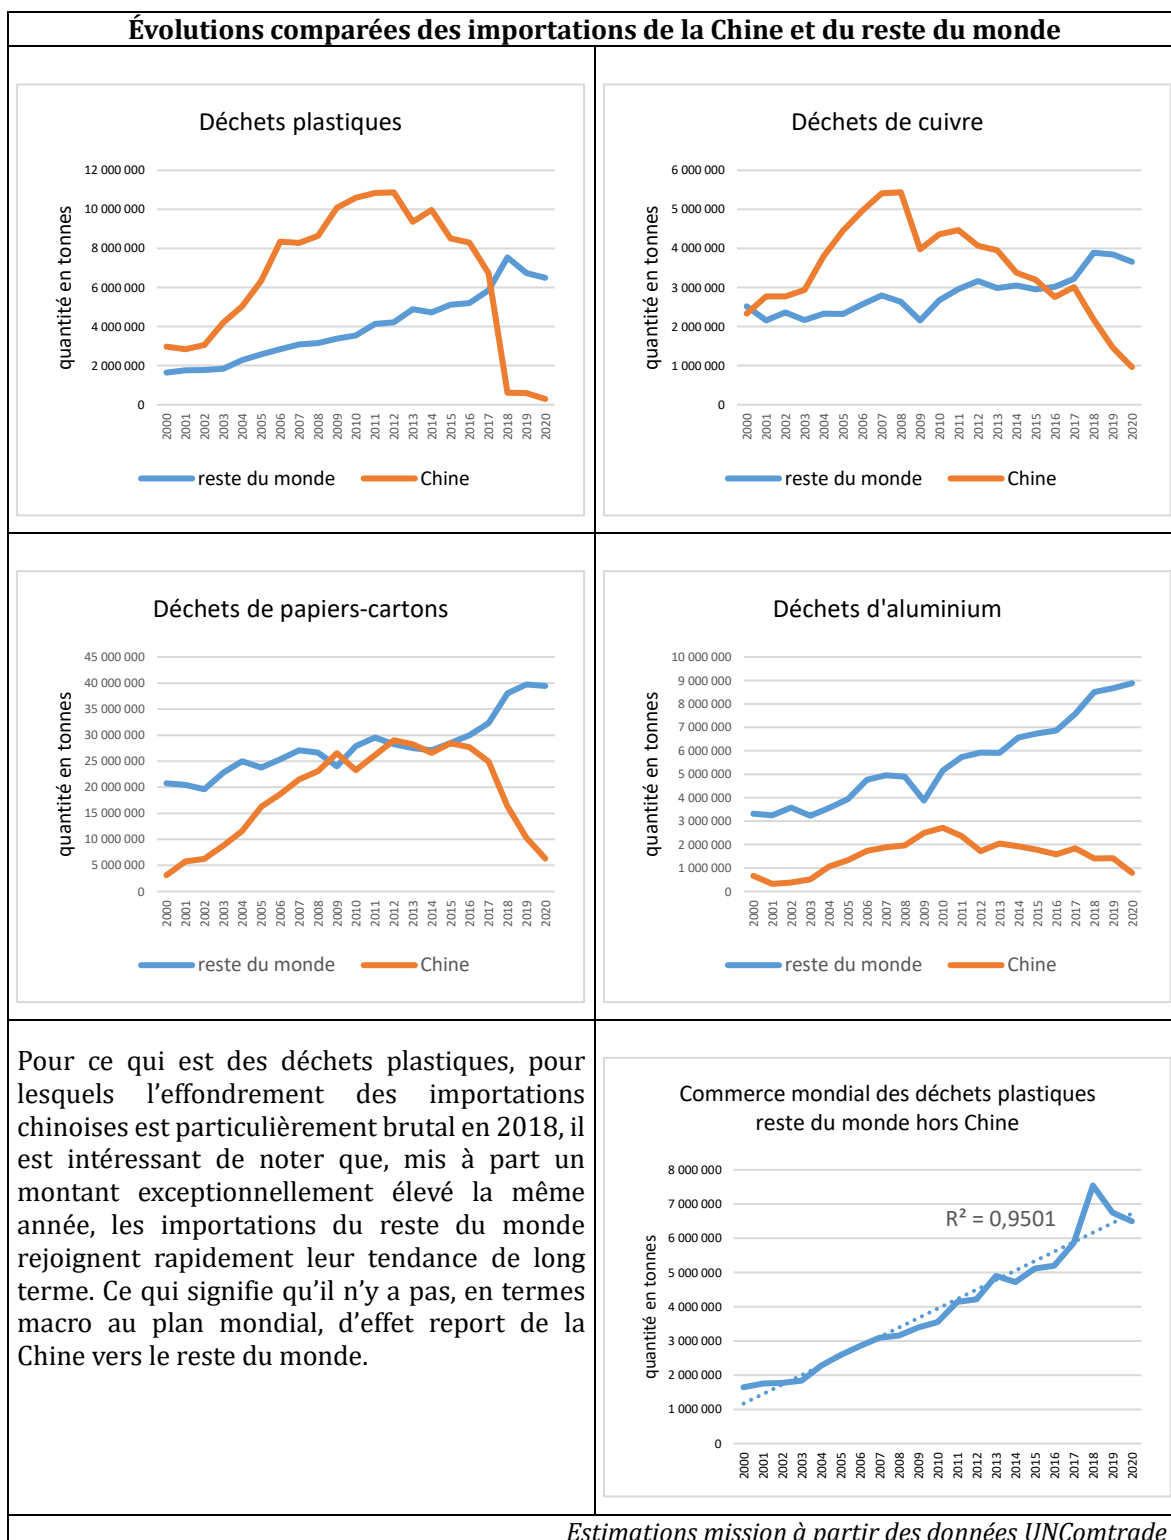 Évolutions comparées des importations de la Chine et du reste du monde
Déchets plastiques
quantité en tonnes
12 000 000
10 000 000
8 000 000
6 000 000
4 000 000
2 000 000
0
2000 2001 2002 2003 2004 2005 2006 2007 2008 2009 2010 2011 2012 2013 2014 2015 2016 2017 2018 2019 2020
reste du monde Chine
Déchets de cuivre
quantité en tonnes
6 000 000
5 000 000
4 000 000
3 000 000
2 000 000
1 000 000
0
2000 2001 2002 2003 2004 2005 2006 2007 2008 2009 2010 2011 2012 2013 2014 2015 2016 2017 2018 2019 2020
reste du monde Chine
Déchets de papiers-cartons
quantité en tonnes
45 000 000
40 000 000
35 000 000
30 000 000
25 000 000
20 000 000
15 000 000
10 000 000
5 000 000
0
2000 2001 2002 2003 2004 2005 2006 2007 2008 2009 2010 2011 2012 2013 2014 2015 2016 2017 2018 2019 2020
reste du monde Chine
Déchets d'aluminium
quantité en tonnes
10 000 000
9 000 000
8 000 000
7 000 000
6 000 000
5 000 000
4 000 000
3 000 000
2 000 000
1 000 000
0
2000 2001 2002 2003 2004 2005 2006 2007 2008 2009 2010 2011 2012 2013 2014 2015 2016 2017 2018 2019 2020
reste du monde Chine
Pour ce qui est des déchets plastiques, pour
lesquels l’effondrement des importations
chinoises est particulièrement brutal en 2018, il
est intéressant de noter que, mis à part un
montant exceptionnellement élevé la même
année, les importations du reste du monde
rejoignent rapidement leur tendance de long
terme. Ce qui signifie qu’il n’y a pas, en termes
macro au plan mondial, d’effet report de la
Chine vers le reste du monde.
Commerce mondial des déchets plastiques
reste du monde hors Chine
quantité en tonnes
8 000 000
7 000 000
6 000 000
5 000 000
4 000 000
3 000 000
2 000 000
1 000 000
0
R² = 0,9501
2000 2001 2002 2003 2004 2005 2006 2007 2008 2009 2010 2011 2012 2013 2014 2015 2016 2017 2018 2019 2020
Estimations mission à partir des données UNComtrade